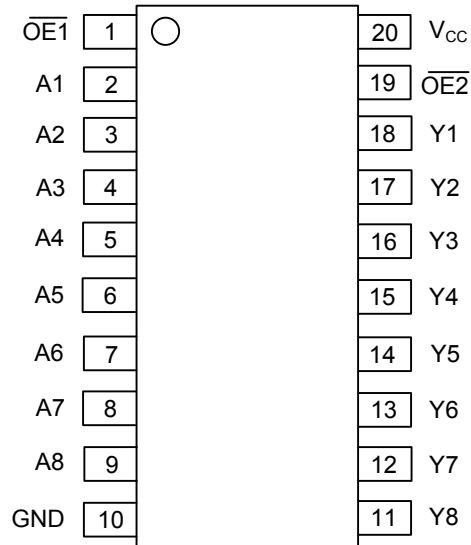 O̅E̅1̅ 1 20 VCC
A1 2 19 O̅E̅2̅
A2 3 18 Y1
A3 4 17 Y2
A4 5 16 Y3
A5 6 15 Y4
A6 7 14 Y5
A7 8 13 Y6
A8 9 12 Y7
GND 10 11 Y8